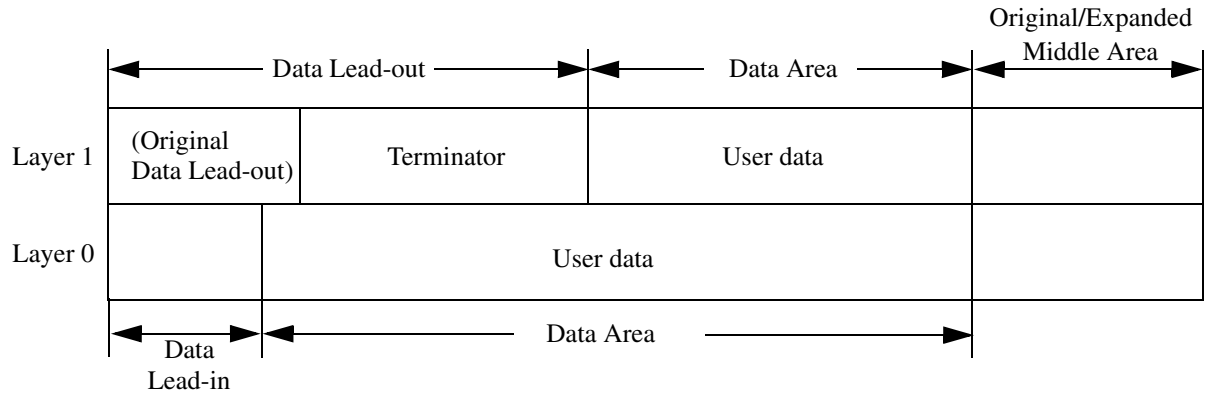 Original/Expanded
Middle Area
Data Lead-out
Data Area
Layer 1
(Original
Data Lead-out)
Terminator
User data
Layer 0
User data
Data
Lead-in
Data Area